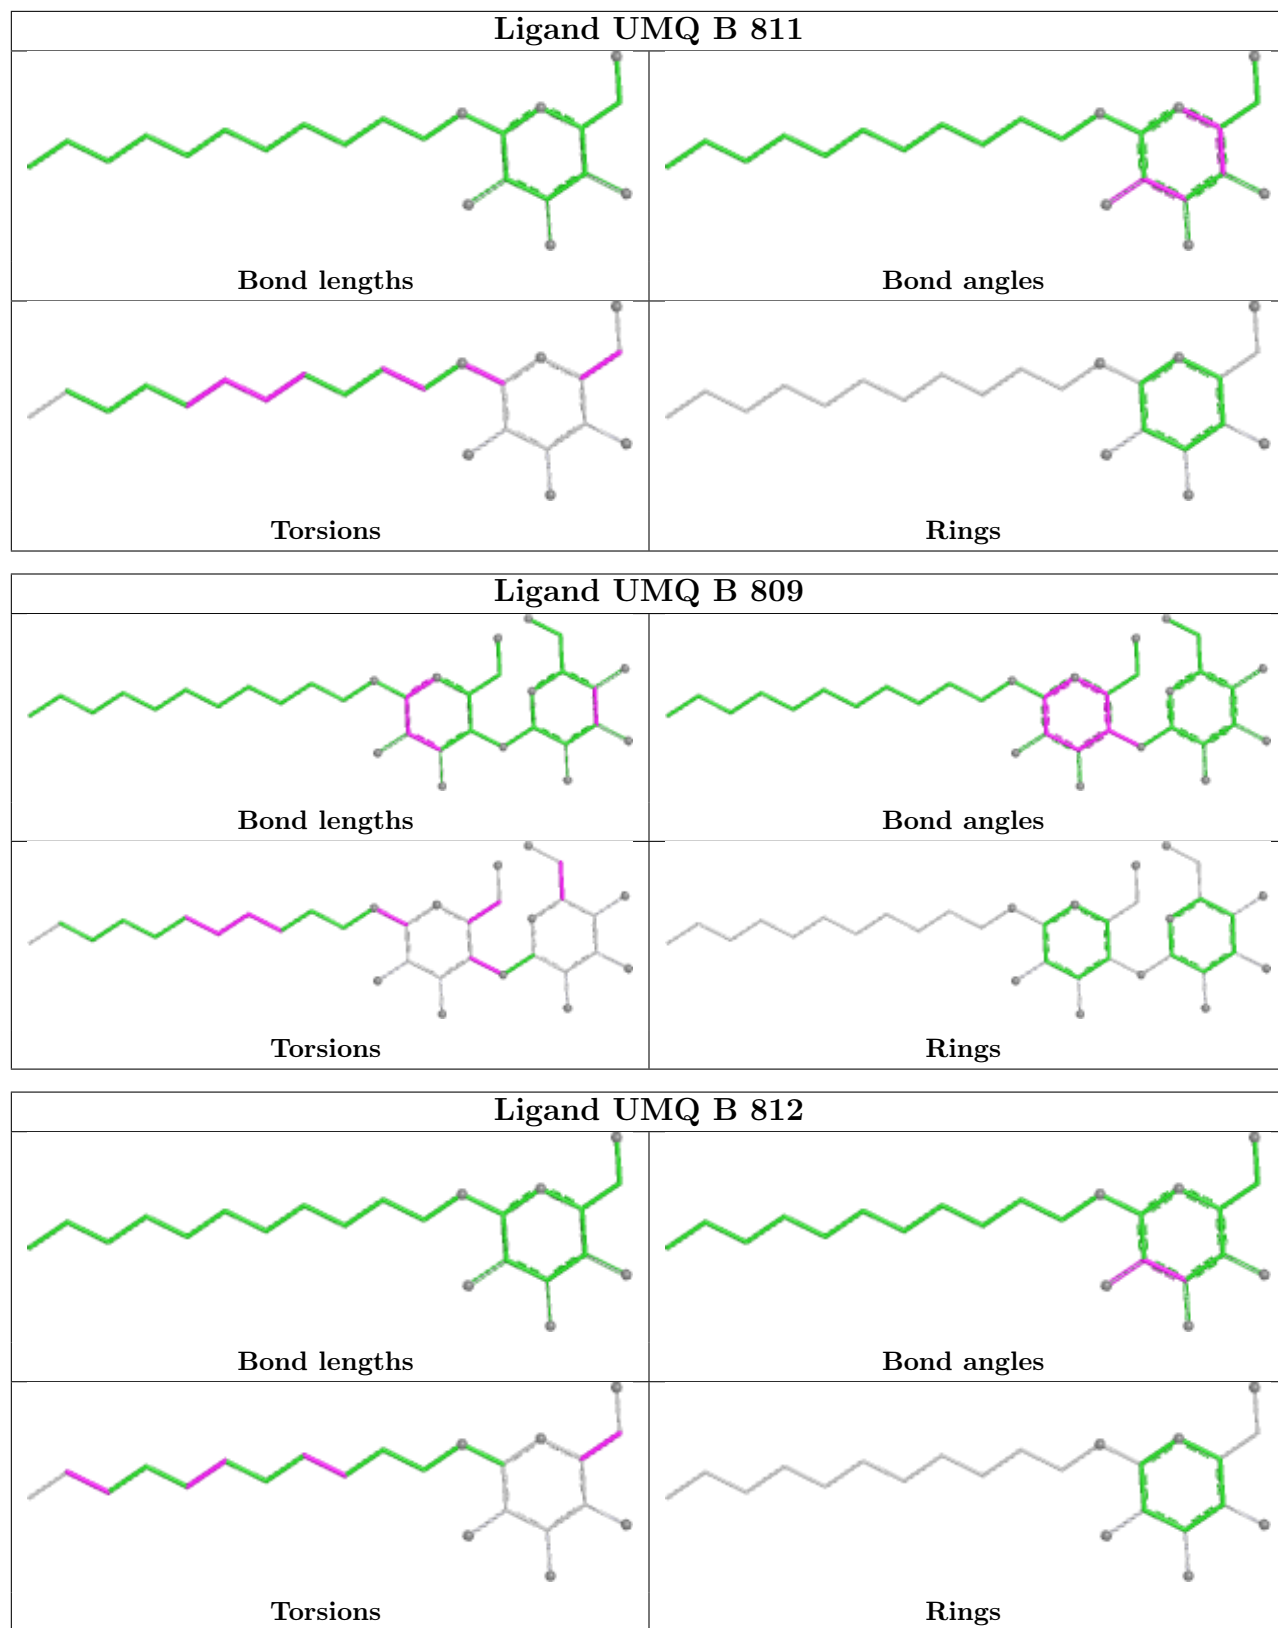 Ligand UMQ B 811
Bond lengths
Bond angles
Torsions
Rings
Ligand UMQ B 809
Bond lengths
Bond angles
Torsions
Rings
Ligand UMQ B 812
Bond lengths
Bond angles
Torsions
Rings